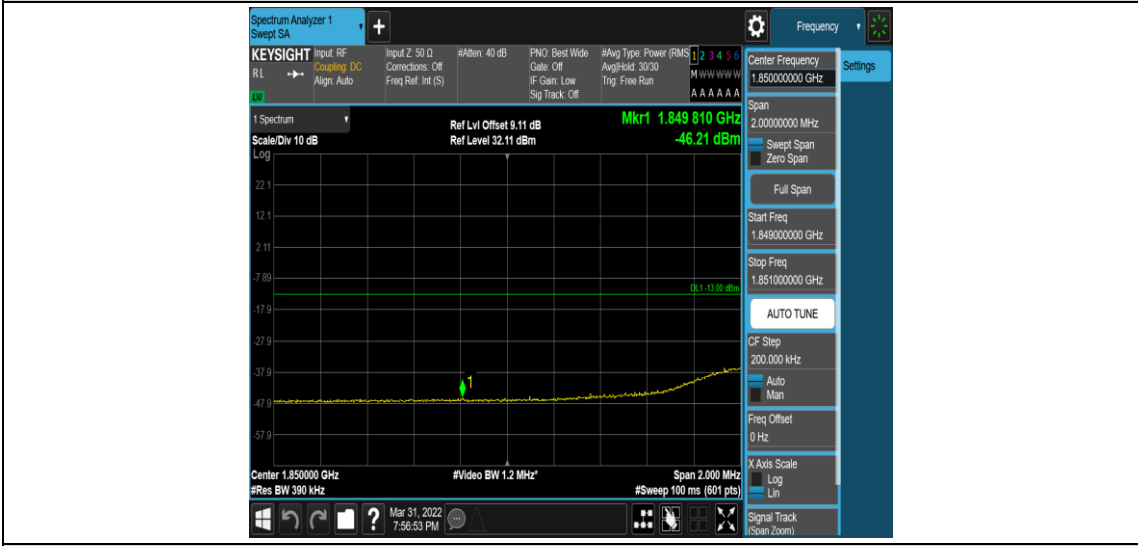 Spectrum Analyzer 1
Swept SA
+
Frequency
KEYSIGHT
RL
Input: RF
Coupling: DC
Align: Auto
Input Z: 50 Ω
Corrections: Off
Freq Ref: Int (S)
#Atten: 40 dB
PNO: Best Wide
Gate: Off
IF Gain: Low
Sig Track: Off
#Avg Type: Power (RMS
Avg|Hold: 30/30
Trig: Free Run
1 2 3 4 5 6
M W W W W W
A A A A A A
1 Spectrum
Scale/Div 10 dB
Log
Ref Lvl Offset 9.11 dB
Ref Level 32.11 dBm
Mkr1 1.849 810 GHz
-46.21 dBm
22.1
12.1
2.11
-7.89
DL1 -13.00 dBm
-17.9
-27.9
-37.9
1
-47.9
-57.9
Center 1.850000 GHz
#Res BW 390 kHz
#Video BW 1.2 MHz*
Span 2.000 MHz
#Sweep 100 ms (601 pts)
Center Frequency
1.850000000 GHz
Settings
Span
2.00000000 MHz
Swept Span
Zero Span
Full Span
Start Freq
1.849000000 GHz
Stop Freq
1.851000000 GHz
AUTO TUNE
CF Step
200.000 kHz
Auto
Man
Freq Offset
0 Hz
X Axis Scale
Log
Lin
Signal Track
(Span Zoom)
?
Mar 31, 2022
7:56:53 PM